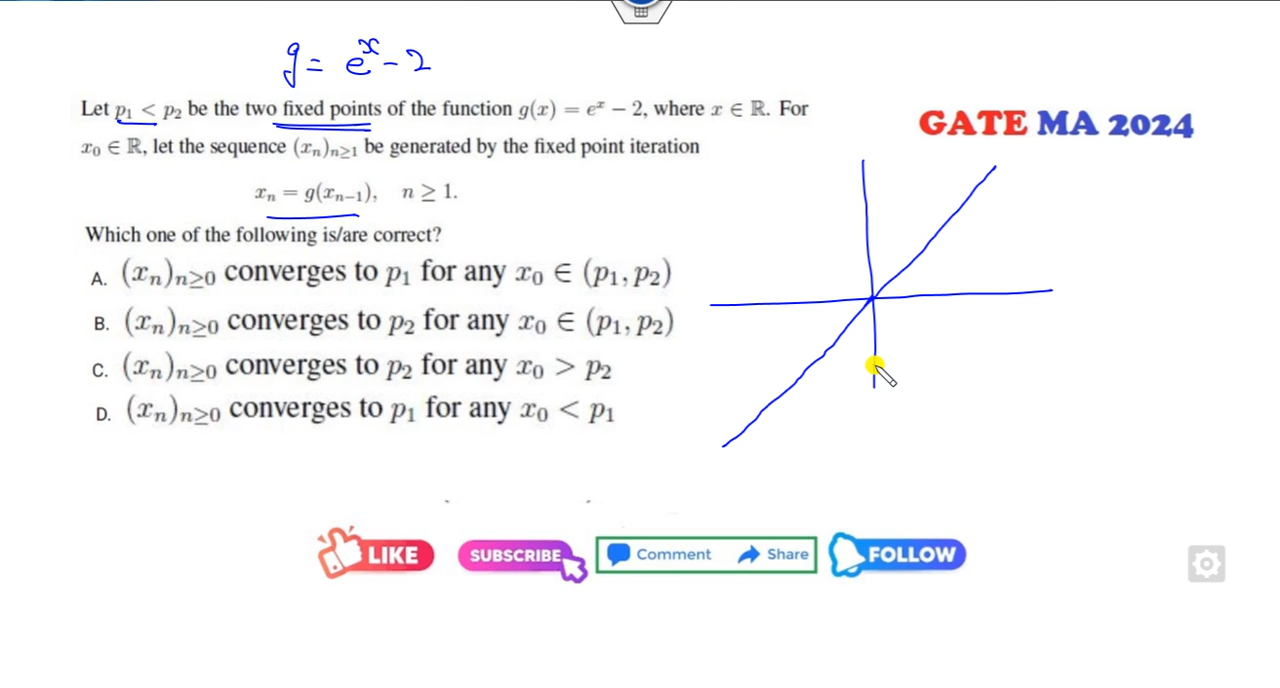 g = e^x - 2
Let p₁ < p₂ be the two fixed points of the function g(x) = eˣ − 2, where x ∈ ℝ. For
x₀ ∈ ℝ, let the sequence (xₙ)ₙ≥₁ be generated by the fixed point iteration
xₙ = g(xₙ₋₁), n ≥ 1.
Which one of the following is/are correct?
A. (xₙ)ₙ≥₀ converges to p₁ for any x₀ ∈ (p₁, p₂)
B. (xₙ)ₙ≥₀ converges to p₂ for any x₀ ∈ (p₁, p₂)
C. (xₙ)ₙ≥₀ converges to p₂ for any x₀ > p₂
D. (xₙ)ₙ≥₀ converges to p₁ for any x₀ < p₁
GATE MA 2024
LIKE
SUBSCRIBE
Comment
Share
FOLLOW